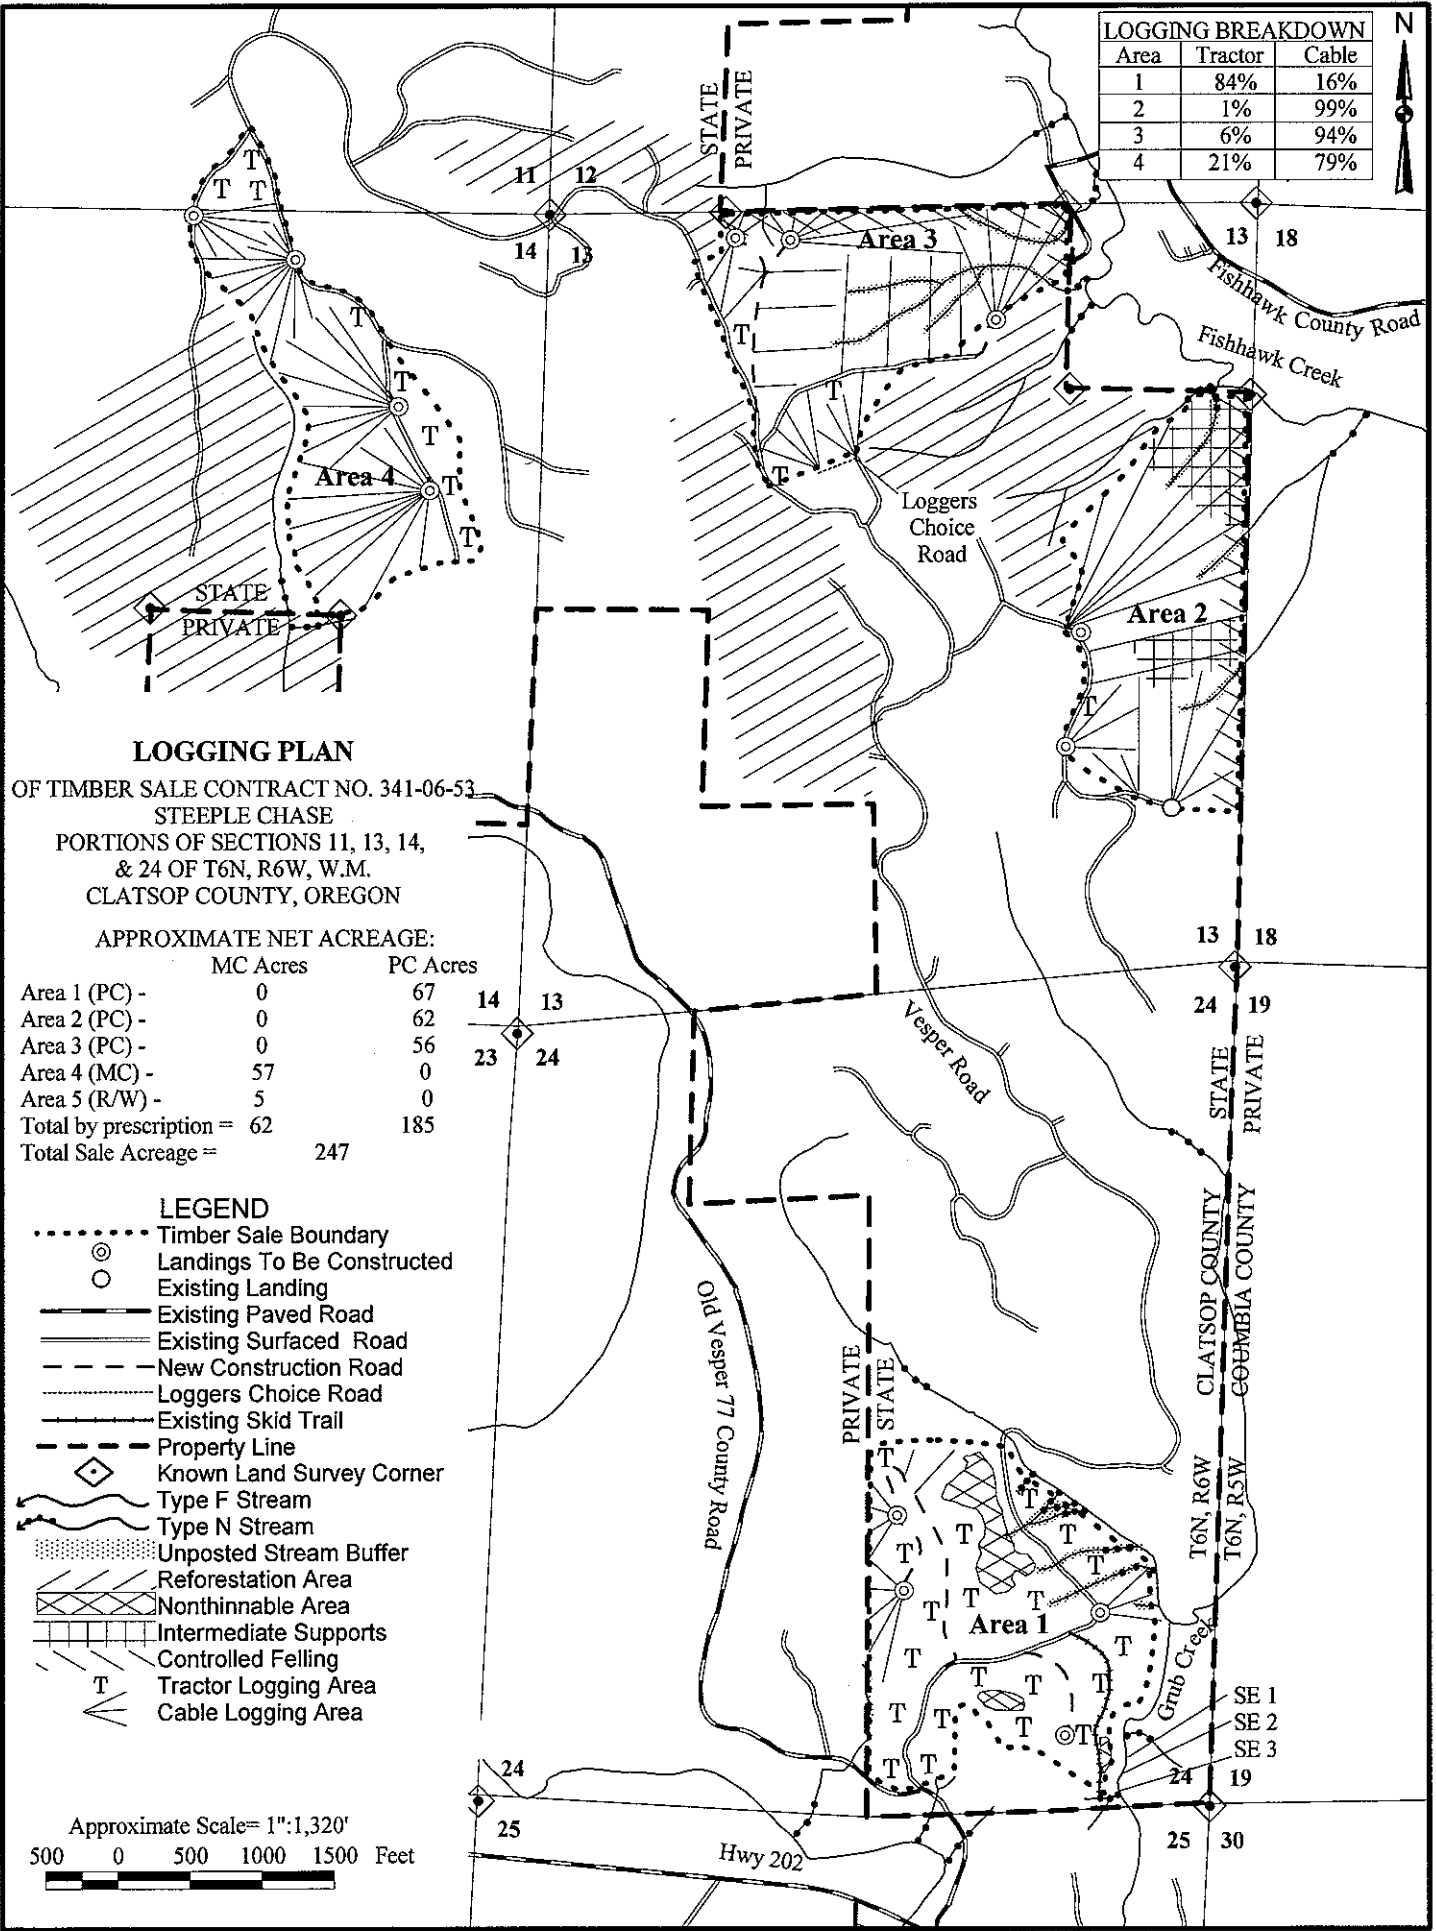 LOGGING BREAKDOWN
Area Tractor Cable
1 84% 16%
2 1% 99%
3 6% 94%
4 21% 79%
N
STATE
PRIVATE
11 12
14 13
13 18
T
T
T
Area 3
Fishhawk County Road
Fishhawk Creek
T
T
T
T
T
T
Area 4
T
T
T
Loggers
Choice
Road
STATE
PRIVATE
Area 2
T
LOGGING PLAN
OF TIMBER SALE CONTRACT NO. 341-06-53
STEEPLE CHASE
PORTIONS OF SECTIONS 11, 13, 14,
& 24 OF T6N, R6W, W.M.
CLATSOP COUNTY, OREGON
APPROXIMATE NET ACREAGE:
MC Acres PC Acres
Area 1 (PC) - 0 67
Area 2 (PC) - 0 62
Area 3 (PC) - 0 56
Area 4 (MC) - 57 0
Area 5 (R/W) - 5 0
Total by prescription = 62 185
Total Sale Acreage = 247
14 13
23 24
13 18
24 19
Vesper Road
STATE
PRIVATE
CLATSOP COUNTY
COUMBIA COUNTY
T6N, R6W
T6N, R5W
Old Vesper 77 County Road
PRIVATE
STATE
LEGEND
Timber Sale Boundary
Landings To Be Constructed
Existing Landing
Existing Paved Road
Existing Surfaced Road
New Construction Road
Loggers Choice Road
Existing Skid Trail
Property Line
Known Land Survey Corner
Type F Stream
Type N Stream
Unposted Stream Buffer
Reforestation Area
Nonthinnable Area
Intermediate Supports
Controlled Felling
T Tractor Logging Area
Cable Logging Area
T
T
T
T
T
T
T
T
T
Area 1
T
T
T
T
T
T
T
T
T
T
T
T
Grub Creek
SE 1
SE 2
SE 3
24 19
25 30
24
25
Hwy 202
Approximate Scale= 1":1,320'
500 0 500 1000 1500 Feet